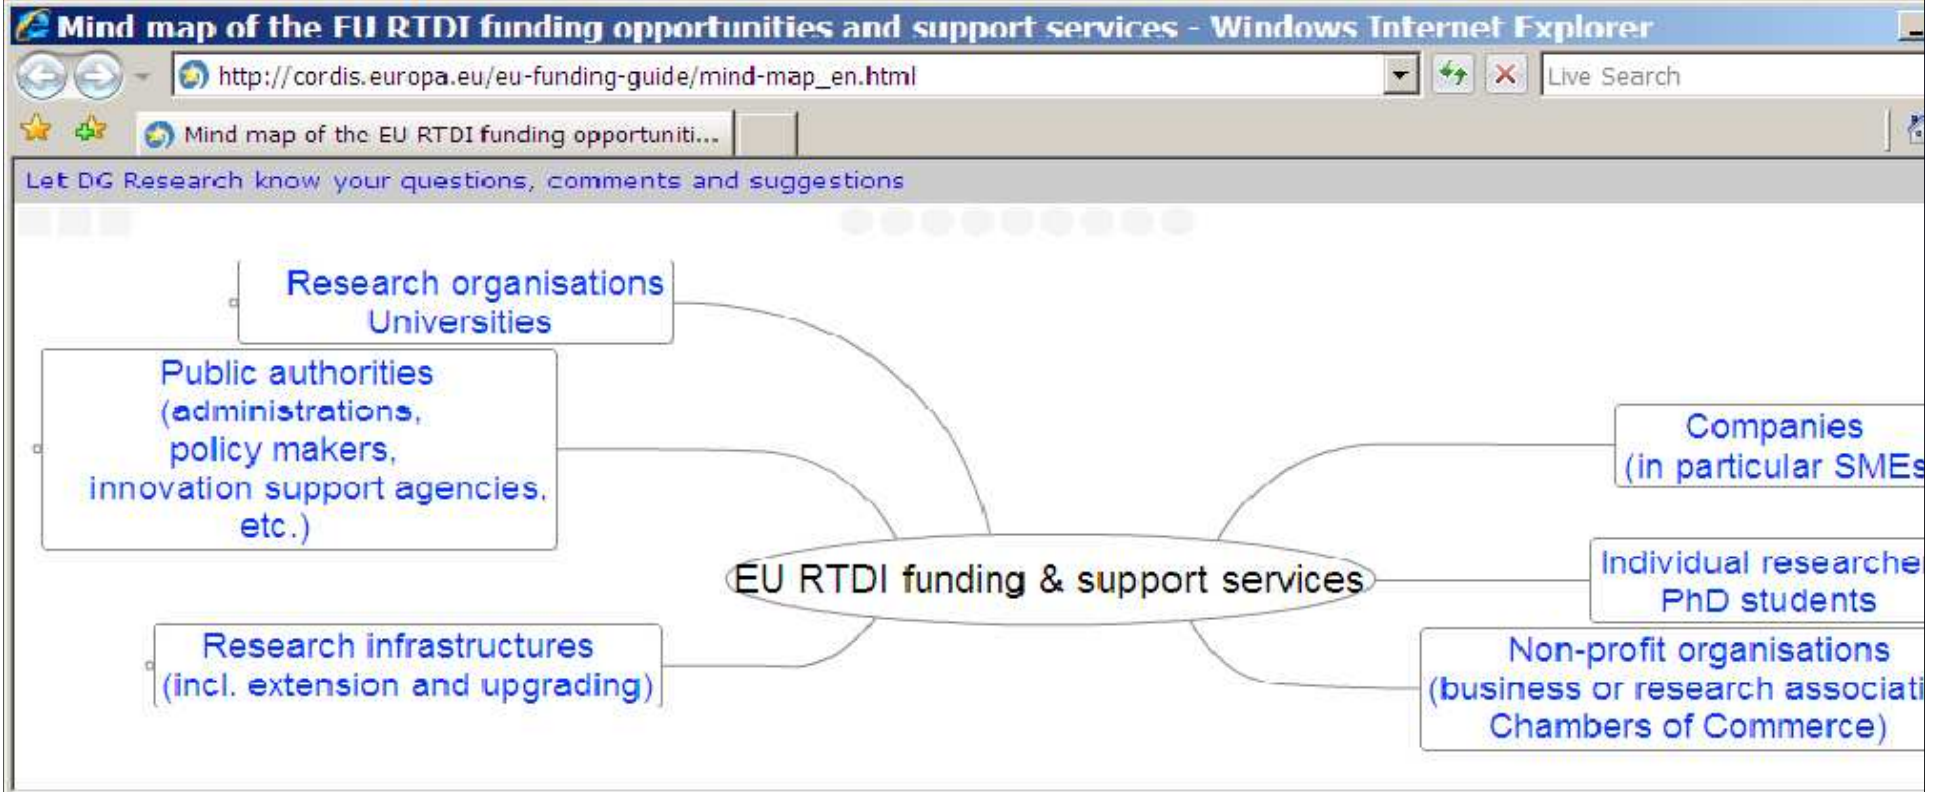 Mind map of the EU RTDI funding opportunities and support services - Windows Internet Explorer
http://cordis.europa.eu/eu-funding-guide/mind-map_en.html
Live Search
Mind map of the EU RTDI funding opportuniti...
Let DG Research know your questions, comments and suggestions
Research organisations
Universities
Public authorities
(administrations,
policy makers,
innovation support agencies,
etc.)
Companies
(in particular SMEs
EU RTDI funding & support services
Individual researche
PhD students
Research infrastructures
(incl. extension and upgrading)
Non-profit organisations
(business or research associati
Chambers of Commerce)